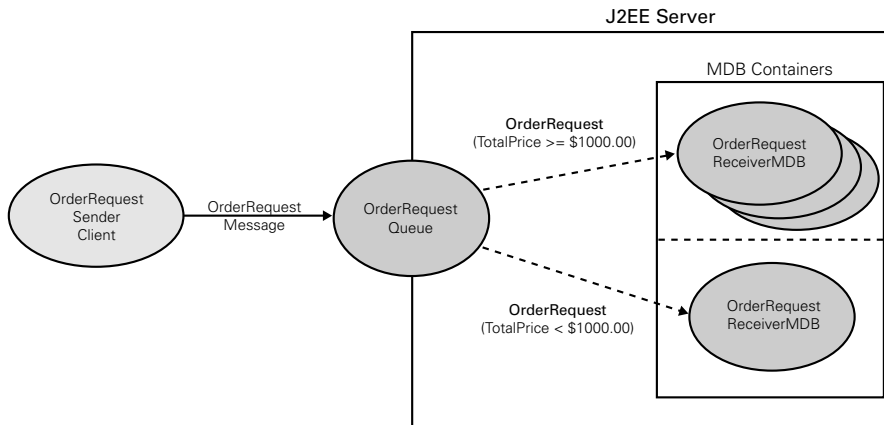 J2EE Server
MDB Containers
OrderRequest
(TotalPrice >= $1000.00)
OrderRequest
ReceiverMDB
OrderRequest
Sender
Client
OrderRequest
Message
OrderRequest
Queue
OrderRequest
(TotalPrice < $1000.00)
OrderRequest
ReceiverMDB